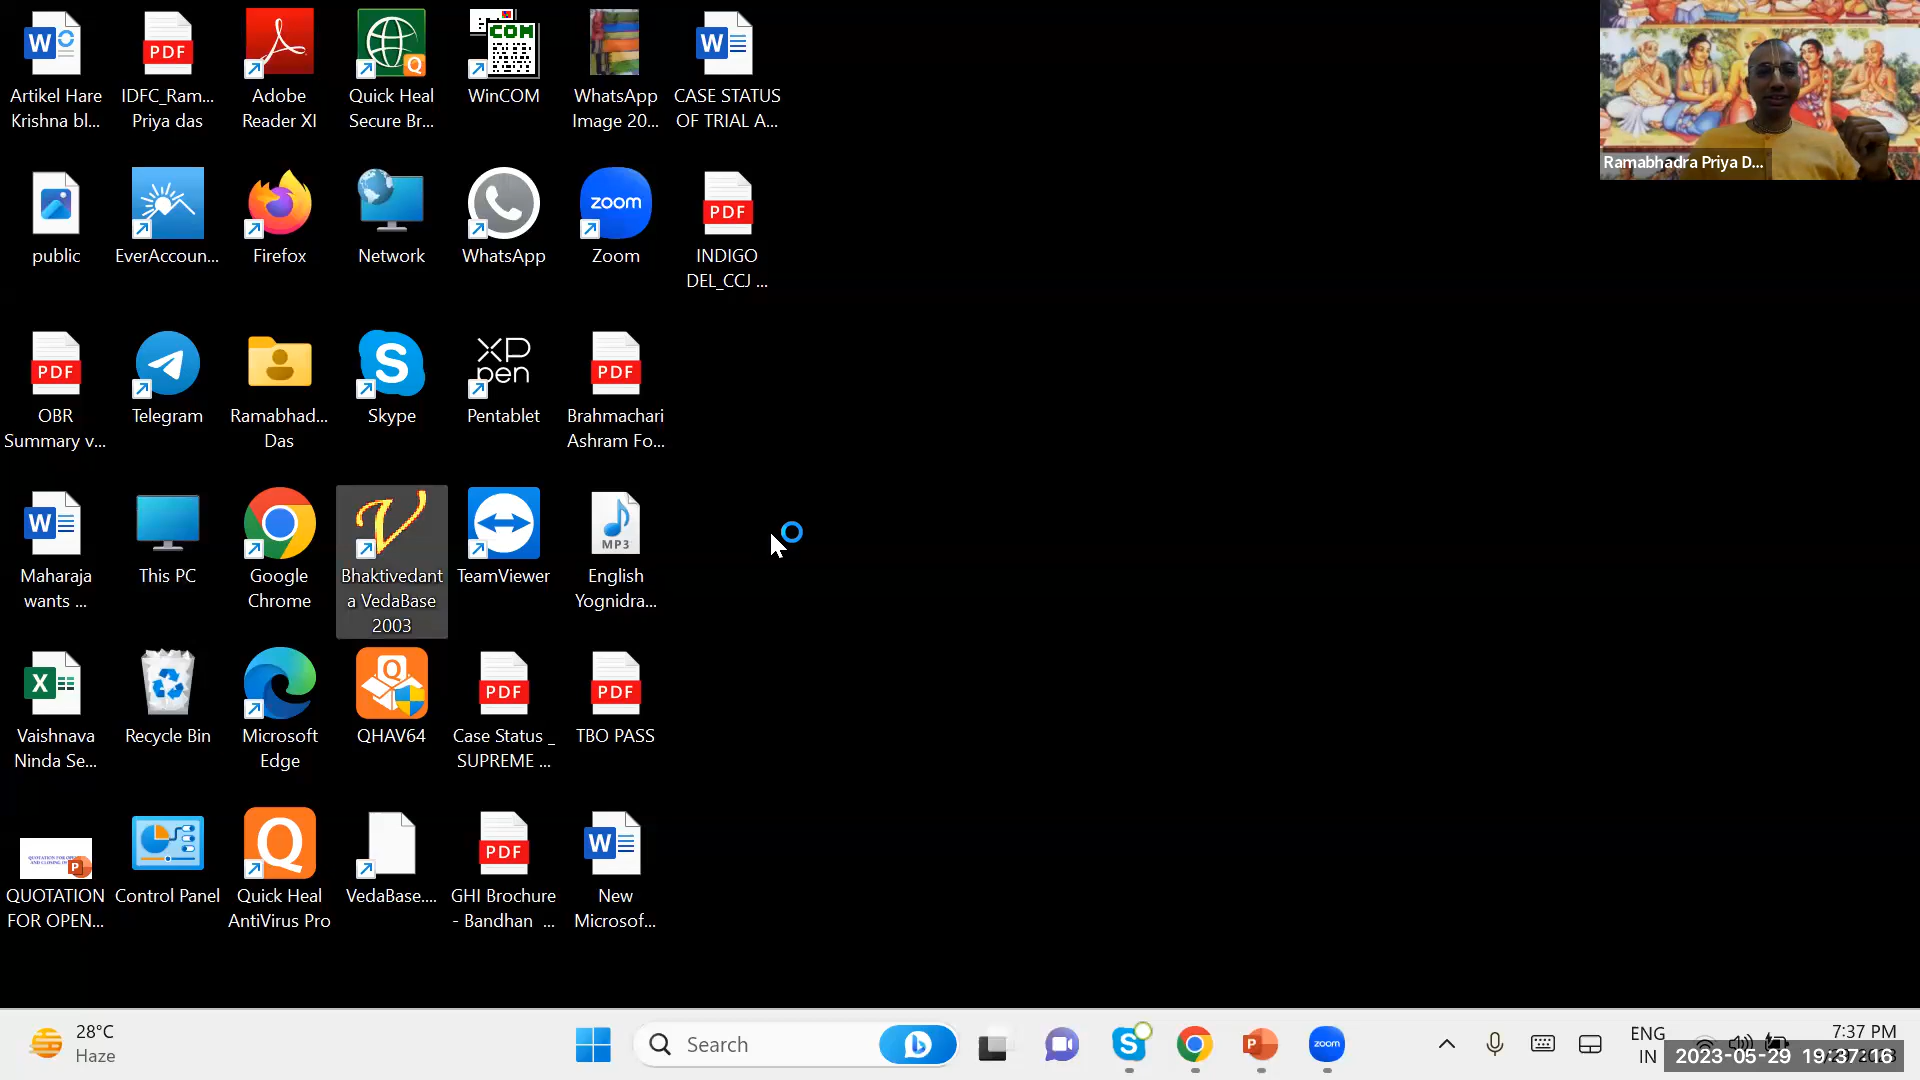 Artikel Hare
Krishna bl...
IDFC_Ram...
Priya das
Adobe
Reader XI
Quick Heal
Secure Br...
COM
WinCOM
WhatsApp
Image 20...
CASE STATUS
OF TRIAL A...
Ramabhadra Priya D...
public
EverAccoun...
Firefox
Network
WhatsApp
zoom
Zoom
PDF
INDIGO
DEL_CCJ ...
PDF
OBR
Summary v...
Telegram
Ramabhad...
Das
Skype
XP
pen
Pentablet
PDF
Brahmachari
Ashram Fo...
Maharaja
wants ...
This PC
Google
Chrome
Bhaktivedant
a VedaBase
2003
TeamViewer
MP3
English
Yognidra...
Vaishnava
Ninda Se...
Recycle Bin
Microsoft
Edge
QHAV64
PDF
Case Status _
SUPREME ...
PDF
TBO PASS
QUOTATION
FOR OPEN...
Control Panel
Quick Heal
AntiVirus Pro
VedaBase....
PDF
GHI Brochure
- Bandhan ...
New
Microsof...
28°C
Haze
Search
zoom
ENG
IN
7:37 PM
2023-05-29 19:37:16